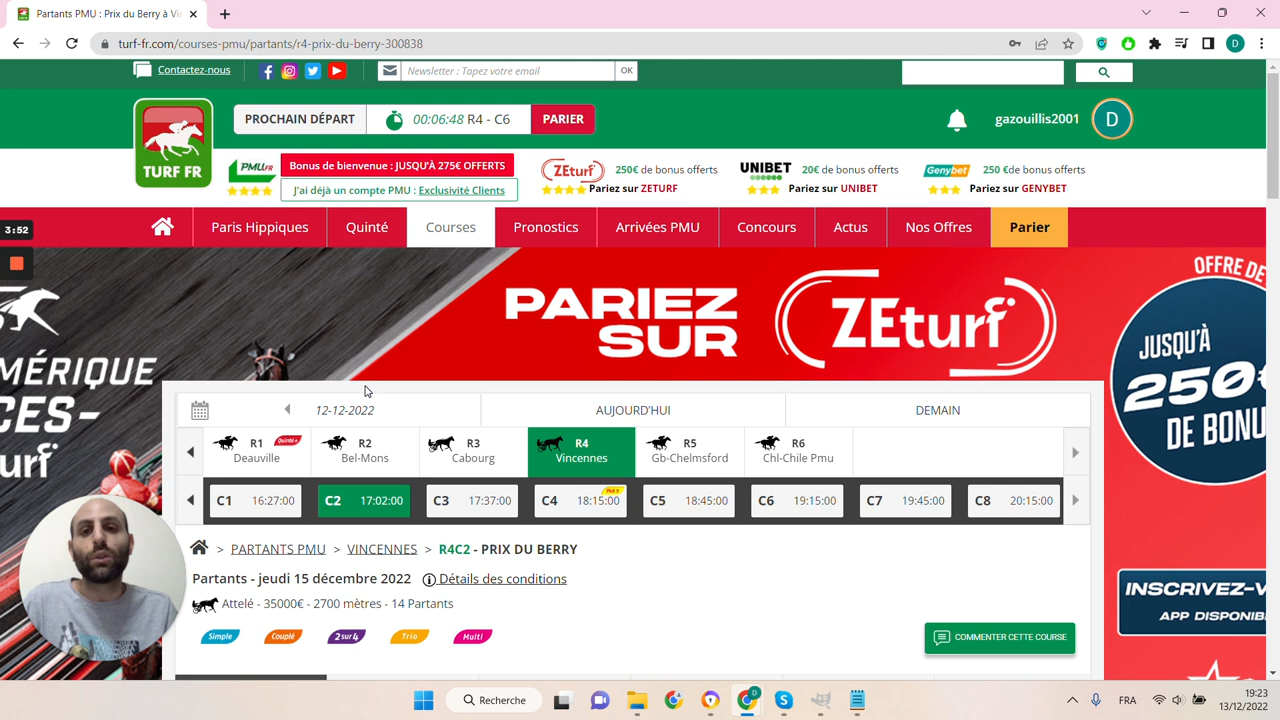 Partants PMU : Prix du Berry à Vi
turf-fr.com/courses-pmu/partants/r4-prix-du-berry-300838
D
Contactez-nous
Newsletter : Tapez votre email
OK
TURF FR
PROCHAIN DÉPART
00:06:48 R4 - C6
PARIER
gazouillis2001
D
PMU.FR
Bonus de bienvenue : JUSQU'À 275€ OFFERTS
J'ai déjà un compte PMU : Exclusivité Clients
ZEturf
250€ de bonus offerts
Pariez sur ZETURF
UNIBET
20€ de bonus offerts
Pariez sur UNIBET
Genybet
250 €de bonus offerts
Pariez sur GENYBET
3:52
Paris Hippiques
Quinté
Courses
Pronostics
Arrivées PMU
Concours
Actus
Nos Offres
Parier
PARIEZ
SUR
ZEturf
OFFRE DE
JUSQU'À
250€
DE BONU
MÉRIQUE
CES-
urf
12-12-2022
AUJOURD'HUI
DEMAIN
R1
Quinté+
Deauville
R2
Bel-Mons
R3
Cabourg
R4
Vincennes
R5
Gb-Chelmsford
R6
Chl-Chile Pmu
C1 16:27:00
C2 17:02:00
C3 17:37:00
C4 18:15:00
Pick 5
C5 18:45:00
C6 19:15:00
C7 19:45:00
C8 20:15:00
> PARTANTS PMU > VINCENNES > R4C2 - PRIX DU BERRY
Partants - jeudi 15 décembre 2022 Détails des conditions
Attelé - 35000€ - 2700 mètres - 14 Partants
Simple
Couplé
2sur4
Trio
Multi
COMMENTER CETTE COURSE
INSCRIVEZ-V
APP DISPONIB
Recherche
D
FRA
19:23
13/12/2022